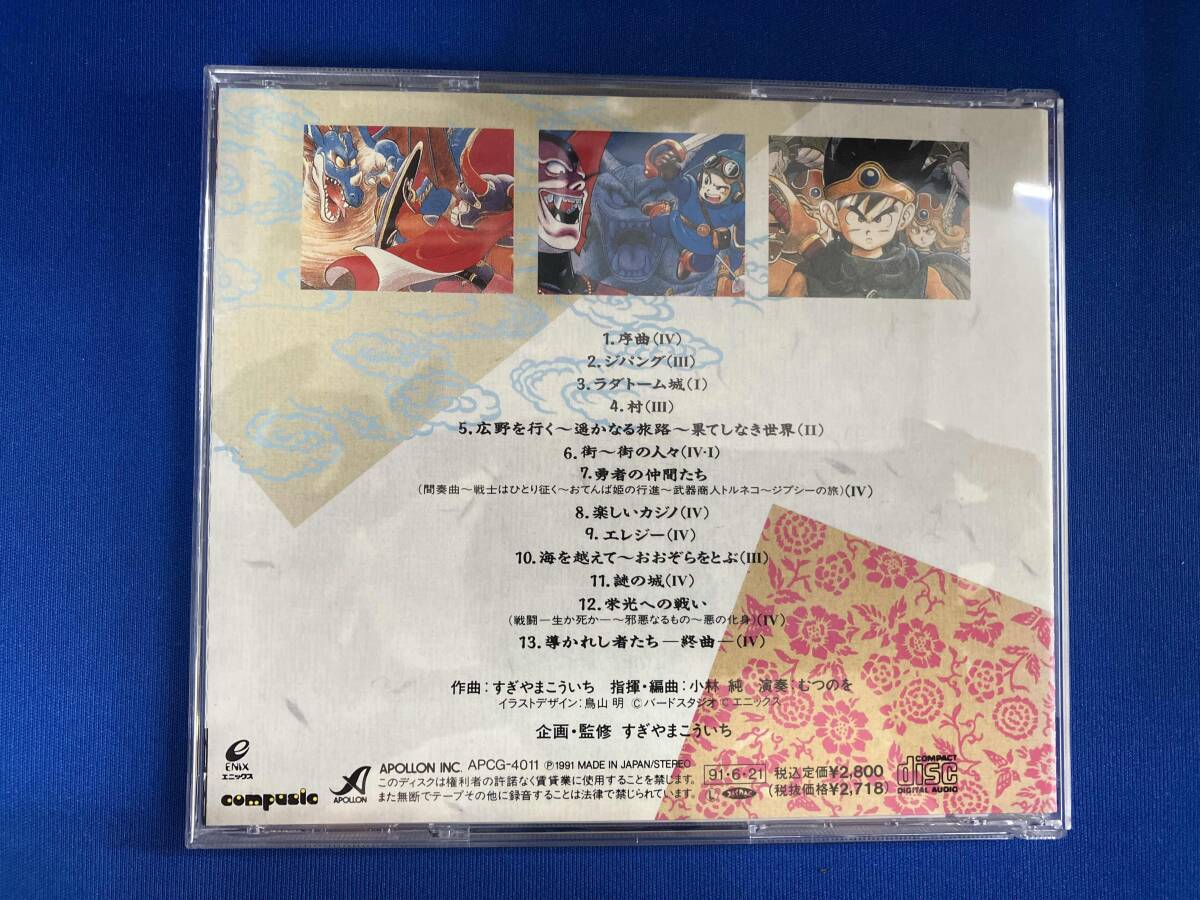 1.序曲(IV)
2.ジパング(III)
3.ラダトーム城(I)
4.村(III)
5.広野を行く〜遥かなる旅路〜果てしなき世界(II)
6.街〜街の人々(IV·I)
7.勇者の仲間たち
(間奏曲〜戦士はひとり征く〜おてんば姫の行進〜武器商人トルネコ〜ジプシーの旅)(IV)
8.楽しいカジノ(IV)
9.エレジー(IV)
10.海を越えて〜おおぞらをとぶ(III)
11.謎の城(IV)
12.栄光への戦い
(戦闘—生か死か—〜邪悪なるもの〜悪の化身)(IV)
13.導かれし者たち—終曲—(IV)
作曲:すぎやまこういち 指揮・編曲:小林 純 演奏:むつのを
イラストデザイン:鳥山 明 ©バードスタジオ©エニックス
企画・監修 すぎやまこういち
ENIX
エニックス
compusic
APOLLON
APOLLON INC. APCG-4011 ℗1991 MADE IN JAPAN/STEREO
このディスクは権利者の許諾なく賃貸業に使用することを禁じます。
また無断でテープその他に録音することは法律で禁じられています。
91·6·21 税込定価¥2,800
L (税抜価格¥2,718)
COMPACT
disc
DIGITAL AUDIO